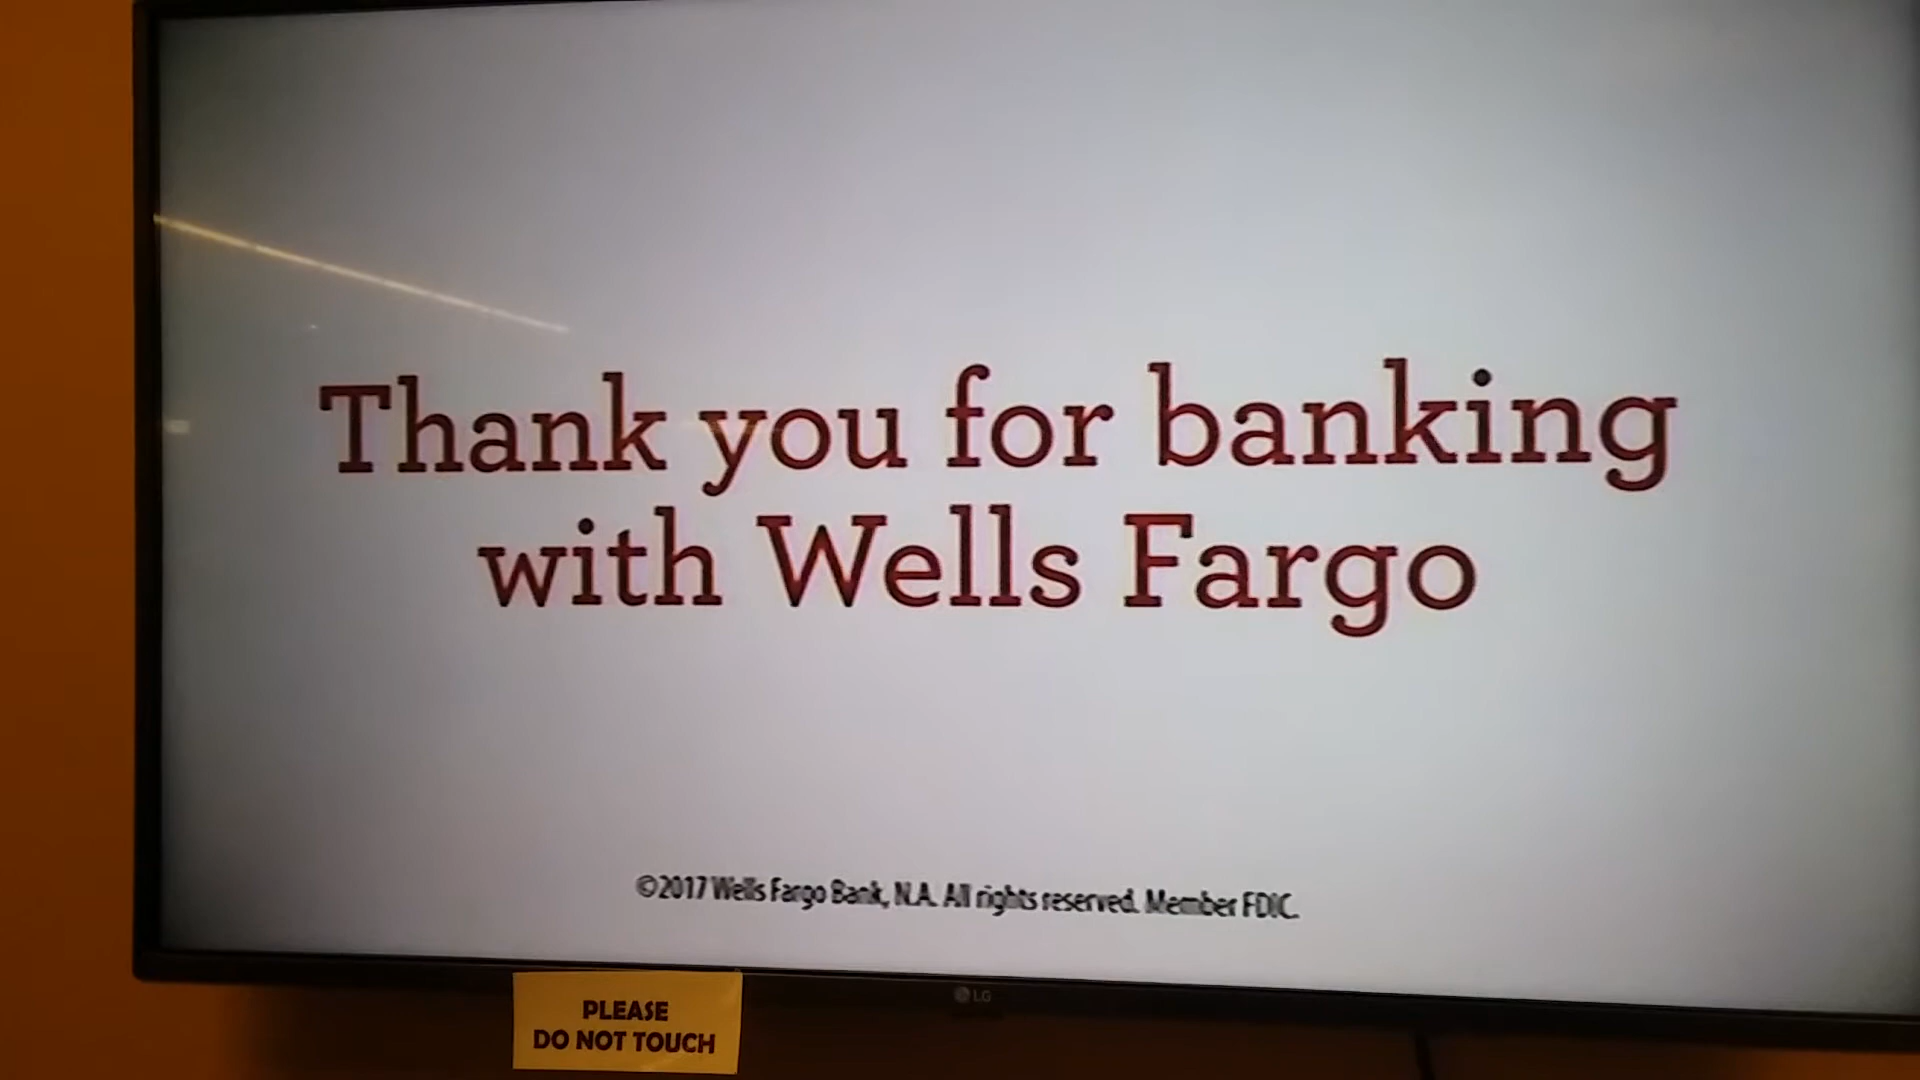 Thank you for banking
with Wells Fargo
©2017 Wells Fargo Bank, N.A. All rights reserved. Member FDIC.
LG
PLEASE
DO NOT TOUCH